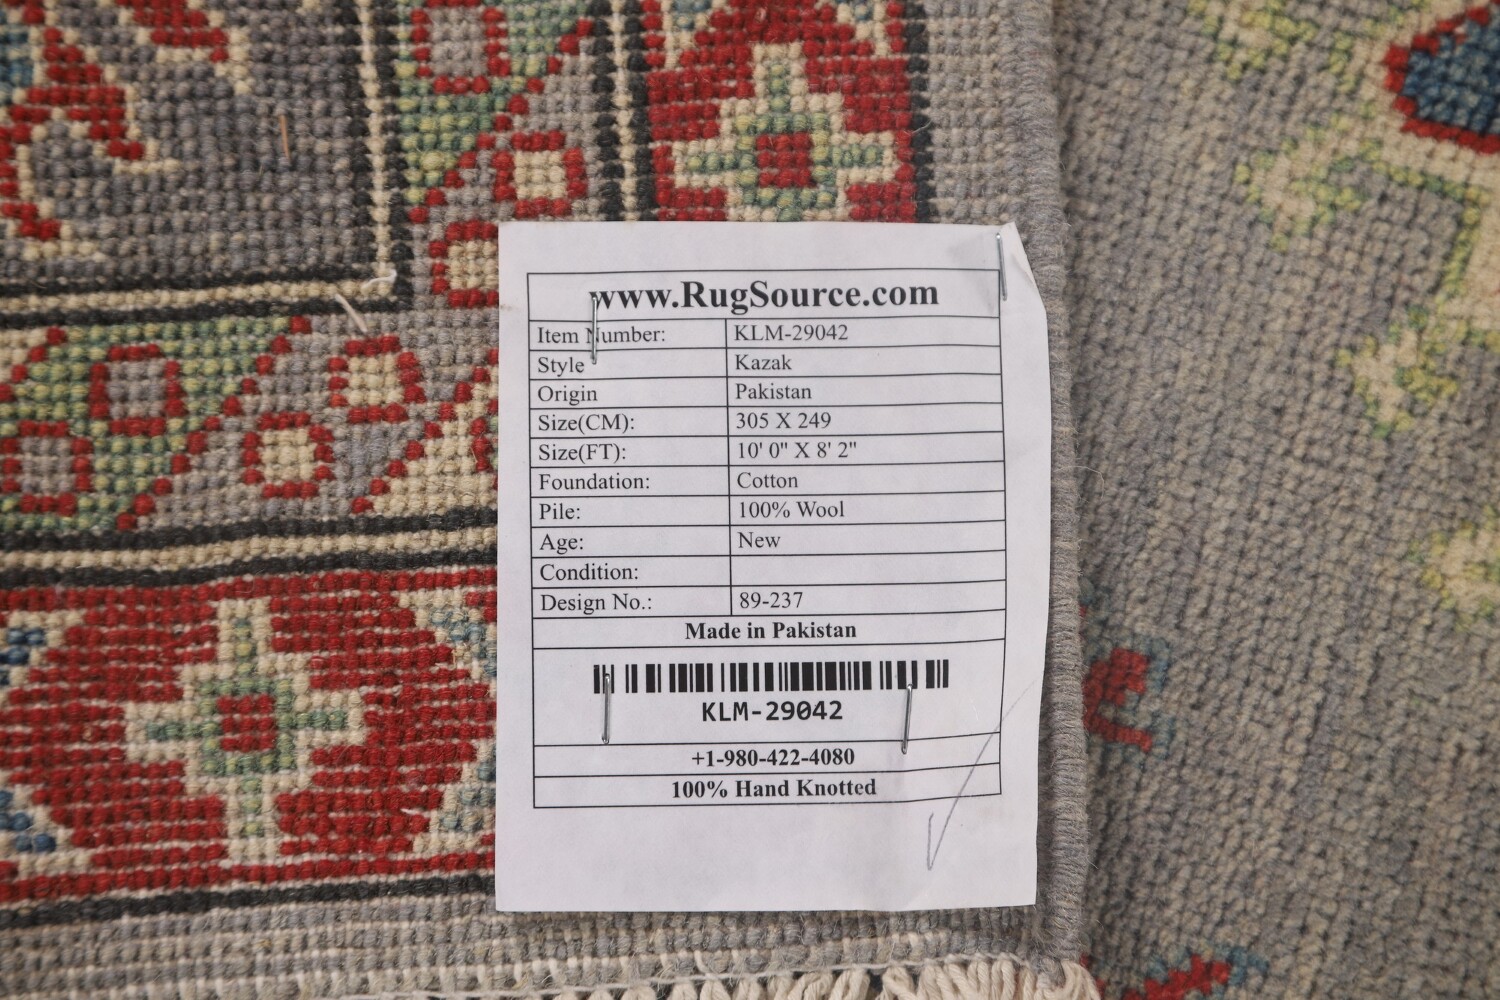 www.RugSource.com
Item Number: KLM-29042
Style Kazak
Origin Pakistan
Size(CM): 305 X 249
Size(FT): 10' 0" X 8' 2"
Foundation: Cotton
Pile: 100% Wool
Age: New
Condition:
Design No.: 89-237
Made in Pakistan
KLM-29042
+1-980-422-4080
100% Hand Knotted